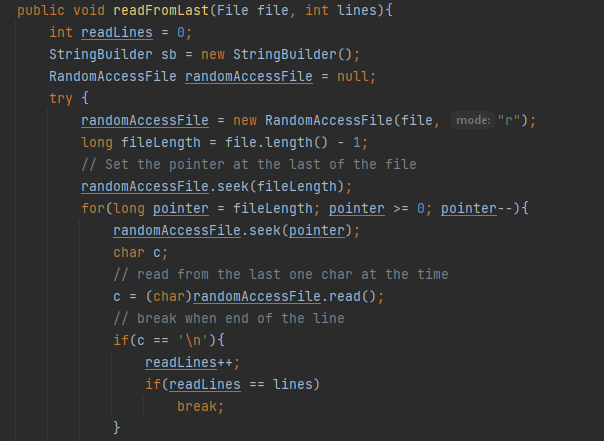 public void readFromLast(File file, int lines){
int readLines = 0;
StringBuilder sb = new StringBuilder();
RandomAccessFile randomAccessFile = null;
try {
randomAccessFile = new RandomAccessFile(file, mode: "r");
long fileLength = file.length() - 1;
// Set the pointer at the last of the file
randomAccessFile.seek(fileLength);
for(long pointer = fileLength; pointer >= 0; pointer--){
randomAccessFile.seek(pointer);
char c;
// read from the last one char at the time
c = (char)randomAccessFile.read();
// break when end of the line
if(c == '\n'){
readLines++;
if(readLines == lines)
break;
}